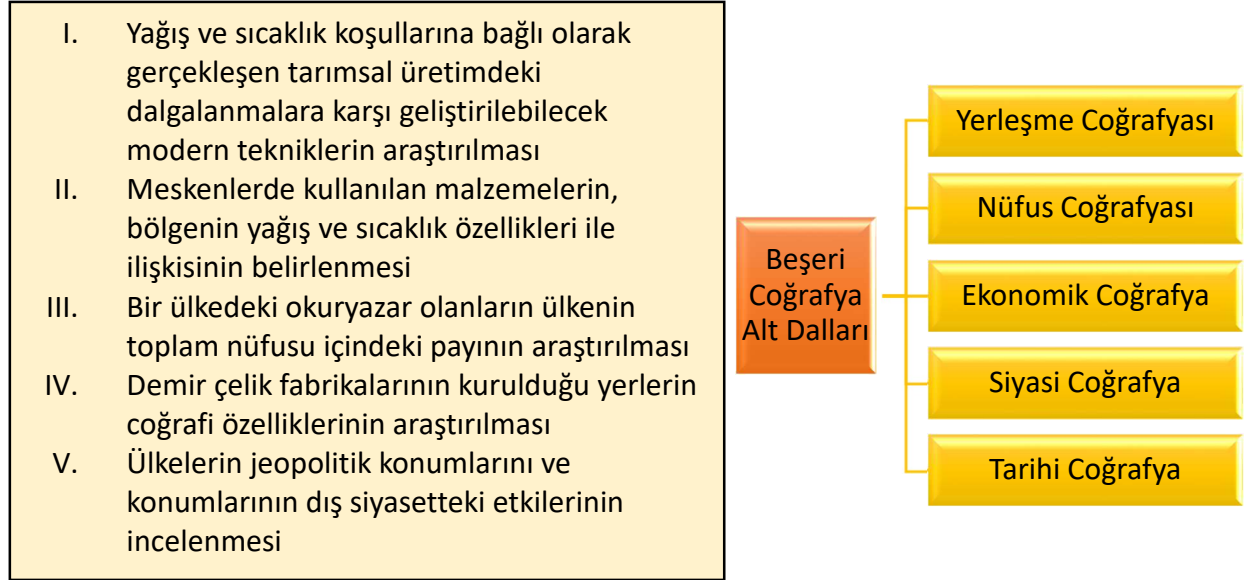 I. Yağış ve sıcaklık koşullarına bağlı olarak
gerçekleşen tarımsal üretimdeki
dalgalanmalara karşı geliştirilebilecek
modern tekniklerin araştırılması
II. Meskenlerde kullanılan malzemelerin,
bölgenin yağış ve sıcaklık özellikleri ile
ilişkisinin belirlenmesi
III. Bir ülkedeki okuryazar olanların ülkenin
toplam nüfusu içindeki payının araştırılması
IV. Demir çelik fabrikalarının kurulduğu yerlerin
coğrafi özelliklerinin araştırılması
V. Ülkelerin jeopolitik konumlarını ve
konumlarının dış siyasetteki etkilerinin
incelenmesi
Beşeri
Coğrafya
Alt Dalları
Yerleşme Coğrafyası
Nüfus Coğrafyası
Ekonomik Coğrafya
Siyasi Coğrafya
Tarihi Coğrafya